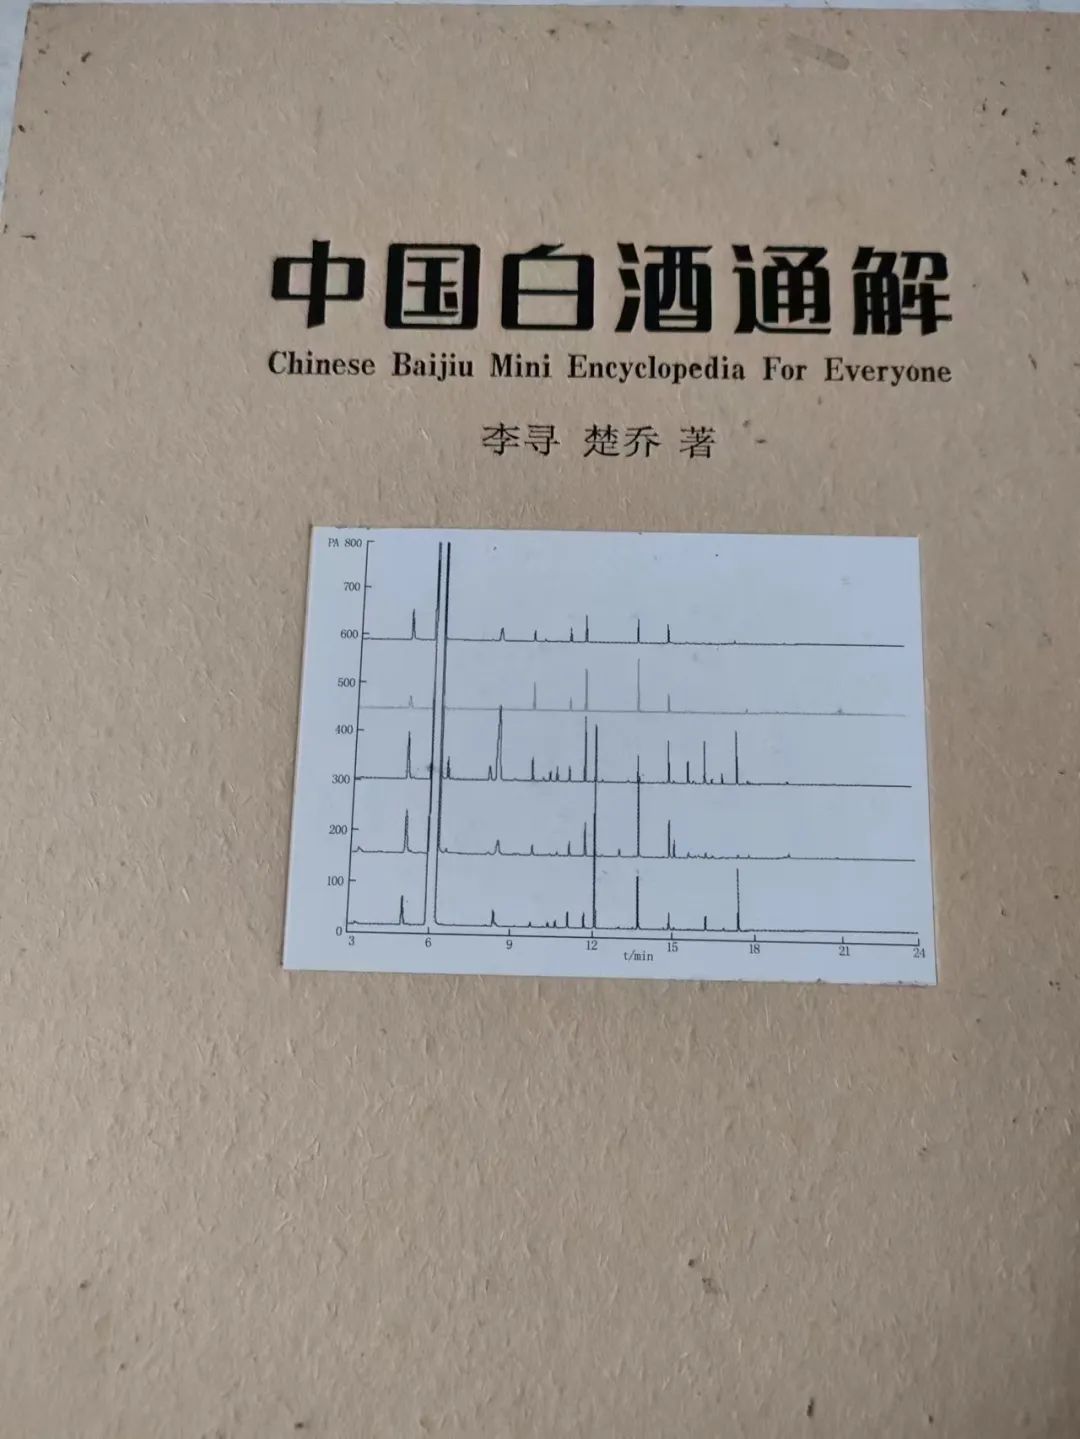 中国白酒通解
Chinese Baijiu Mini Encyclopedia For Everyone
李寻 楚乔 著
PA 800
700
600
500
400
300
200
100
0
3 6 9 12 15 18 21 24
t/min